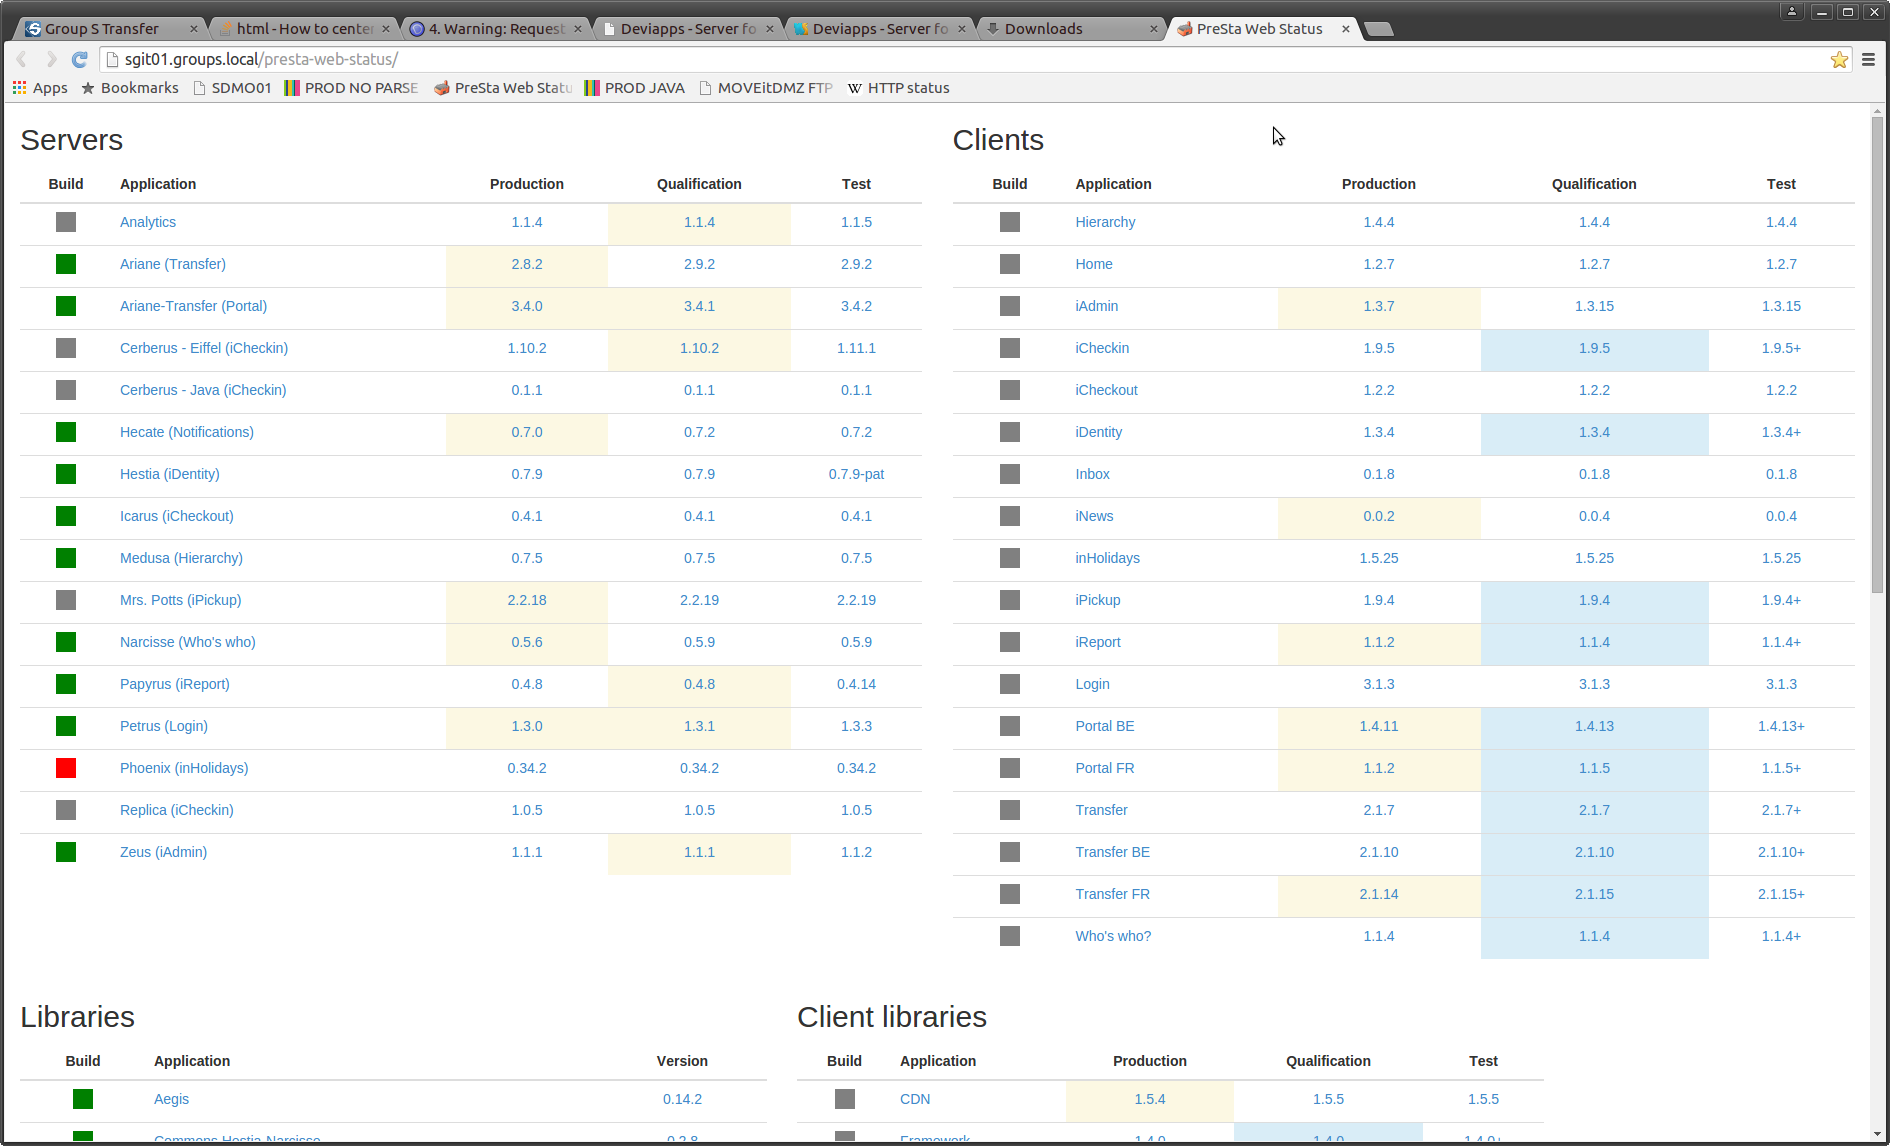 Group S Transfer
html - How to center
4. Warning: Request
Deviapps - Server fo
Deviapps - Server fo
Downloads
PreSta Web Status
sgit01.groups.local/presta-web-status/
Apps Bookmarks SDMO01 PROD NO PARSE PreSta Web Statu PROD JAVA MOVEitDMZ FTP HTTP status
Servers
Build Application Production Qualification Test
Analytics 1.1.4 1.1.4 1.1.5
Ariane (Transfer) 2.8.2 2.9.2 2.9.2
Ariane-Transfer (Portal) 3.4.0 3.4.1 3.4.2
Cerberus - Eiffel (iCheckin) 1.10.2 1.10.2 1.11.1
Cerberus - Java (iCheckin) 0.1.1 0.1.1 0.1.1
Hecate (Notifications) 0.7.0 0.7.2 0.7.2
Hestia (iDentity) 0.7.9 0.7.9 0.7.9-pat
Icarus (iCheckout) 0.4.1 0.4.1 0.4.1
Medusa (Hierarchy) 0.7.5 0.7.5 0.7.5
Mrs. Potts (iPickup) 2.2.18 2.2.19 2.2.19
Narcisse (Who's who) 0.5.6 0.5.9 0.5.9
Papyrus (iReport) 0.4.8 0.4.8 0.4.14
Petrus (Login) 1.3.0 1.3.1 1.3.3
Phoenix (inHolidays) 0.34.2 0.34.2 0.34.2
Replica (iCheckin) 1.0.5 1.0.5 1.0.5
Zeus (iAdmin) 1.1.1 1.1.1 1.1.2
Clients
Build Application Production Qualification Test
Hierarchy 1.4.4 1.4.4 1.4.4
Home 1.2.7 1.2.7 1.2.7
iAdmin 1.3.7 1.3.15 1.3.15
iCheckin 1.9.5 1.9.5 1.9.5+
iCheckout 1.2.2 1.2.2 1.2.2
iDentity 1.3.4 1.3.4 1.3.4+
Inbox 0.1.8 0.1.8 0.1.8
iNews 0.0.2 0.0.4 0.0.4
inHolidays 1.5.25 1.5.25 1.5.25
iPickup 1.9.4 1.9.4 1.9.4+
iReport 1.1.2 1.1.4 1.1.4+
Login 3.1.3 3.1.3 3.1.3
Portal BE 1.4.11 1.4.13 1.4.13+
Portal FR 1.1.2 1.1.5 1.1.5+
Transfer 2.1.7 2.1.7 2.1.7+
Transfer BE 2.1.10 2.1.10 2.1.10+
Transfer FR 2.1.14 2.1.15 2.1.15+
Who's who? 1.1.4 1.1.4 1.1.4+
Libraries
Build Application Version
Aegis 0.14.2
Commons Hestia-Narcisse 0.2.8
Client libraries
Build Application Production Qualification Test
CDN 1.5.4 1.5.5 1.5.5
Framework 1.4.0 1.4.0 1.4.0+